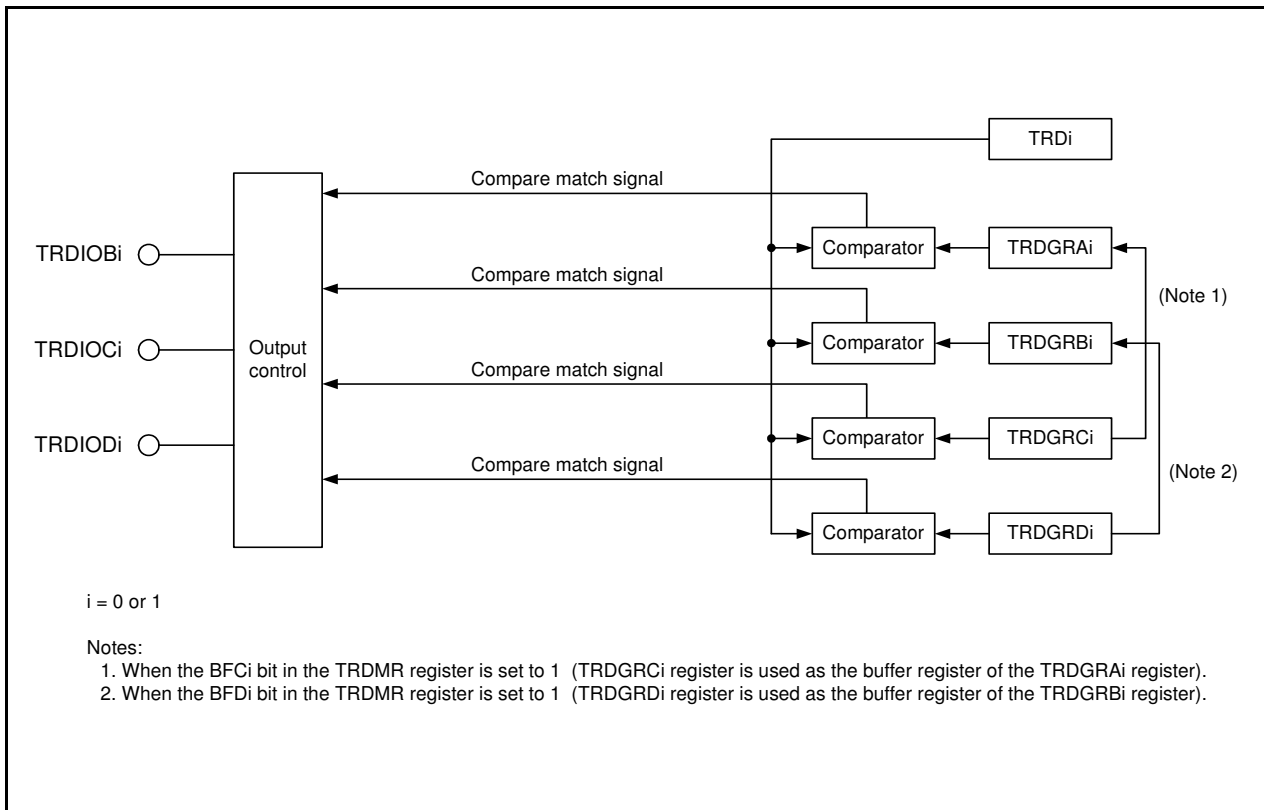 TRDi
Compare match signal
TRDIOBi
Comparator
TRDGRAi
Compare match signal
(Note 1)
TRDIOCi
Output
control
Comparator
TRDGRBi
Compare match signal
TRDIODi
Comparator
TRDGRCi
Compare match signal
(Note 2)
Comparator
TRDGRDi
i = 0 or 1
Notes:
1. When the BFCi bit in the TRDMR register is set to 1 (TRDGRCi register is used as the buffer register of the TRDGRAi register).
2. When the BFDi bit in the TRDMR register is set to 1 (TRDGRDi register is used as the buffer register of the TRDGRBi register).